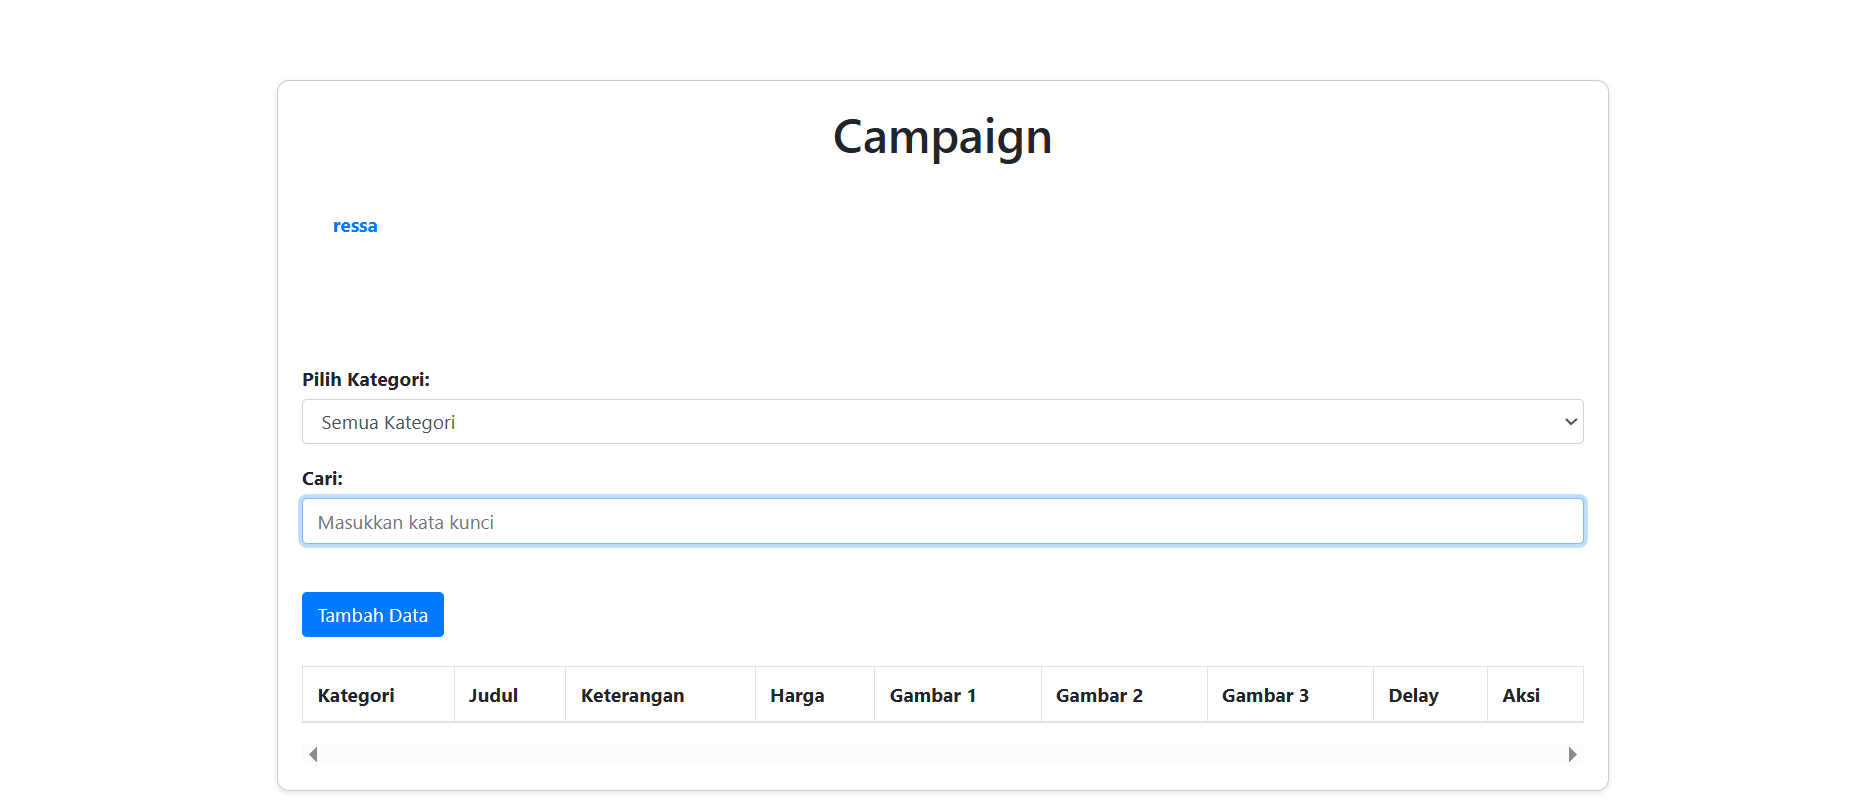 Campaign
ressa
Pilih Kategori:
Semua Kategori
Cari:
Masukkan kata kunci
Tambah Data
Kategori Judul Keterangan Harga Gambar 1 Gambar 2 Gambar 3 Delay Aksi